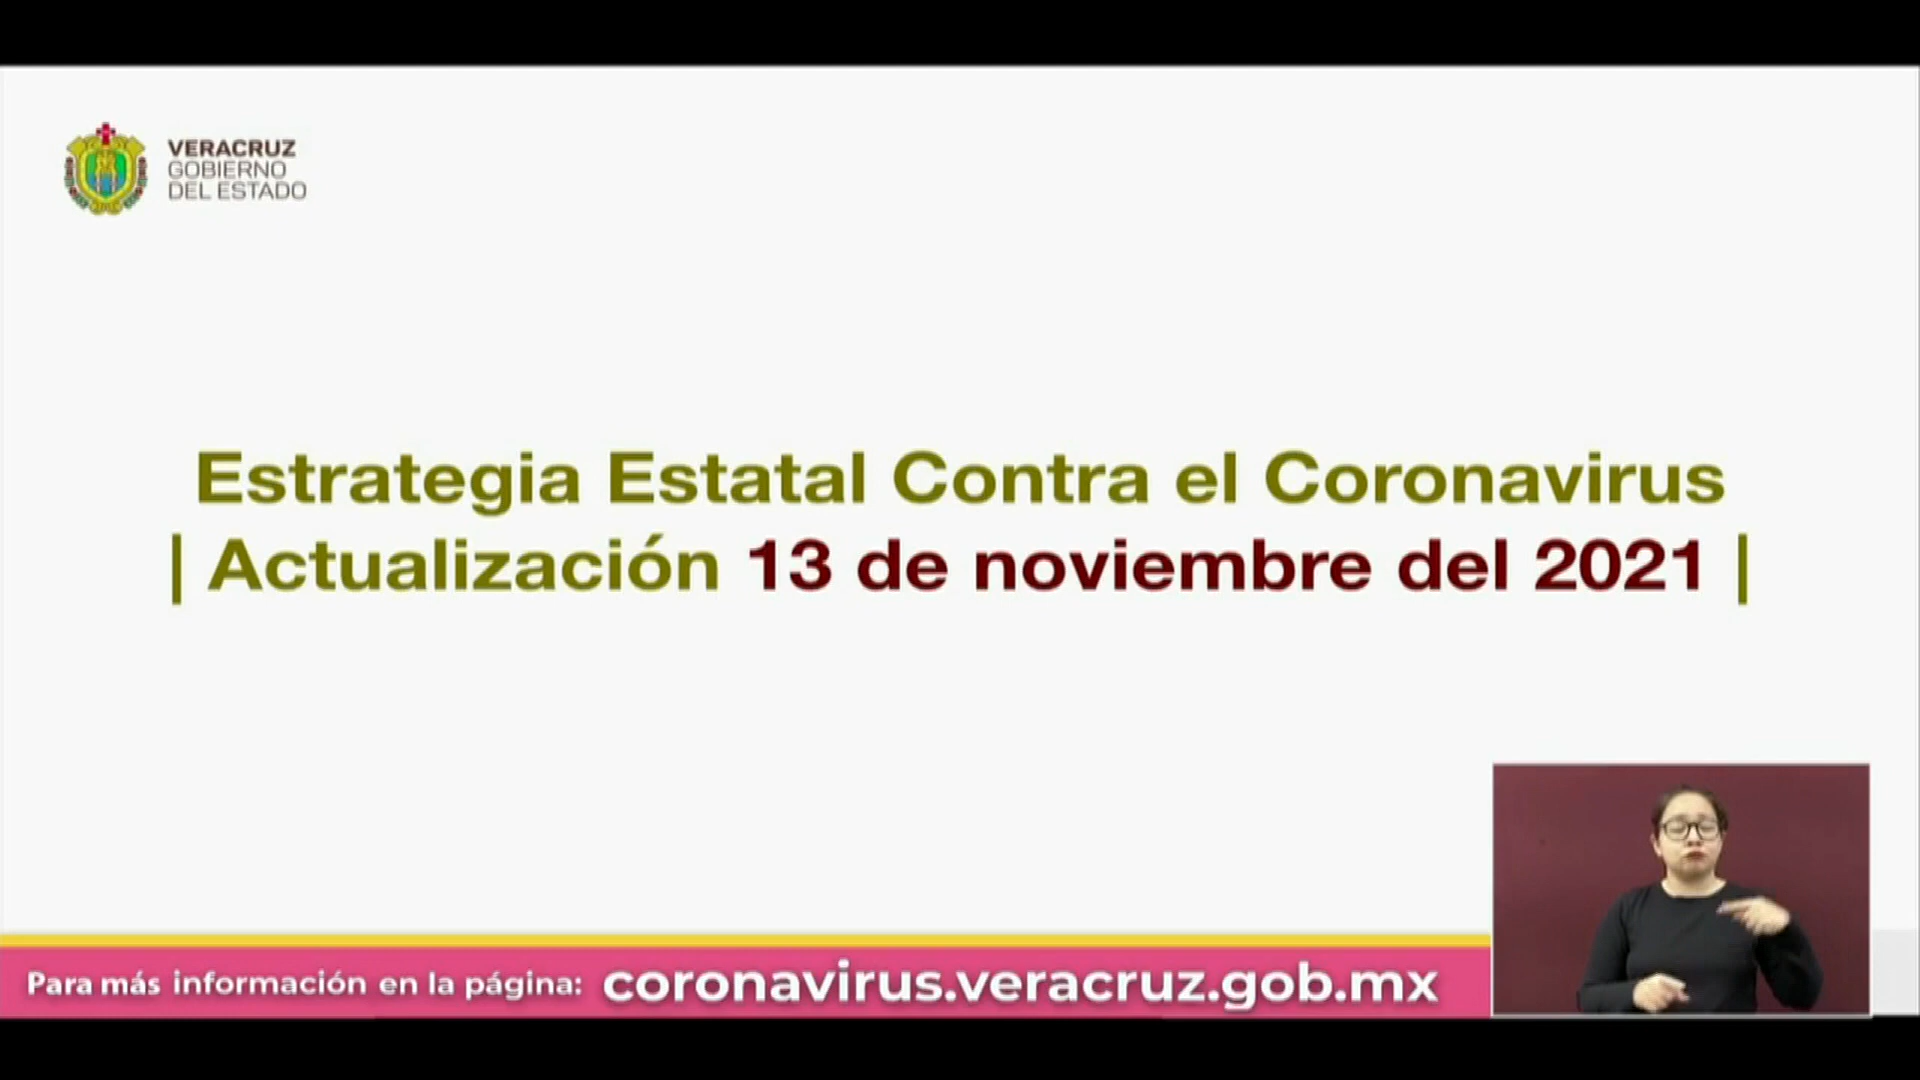 VERACRUZ
GOBIERNO
DEL ESTADO
Estrategia Estatal Contra el Coronavirus
| Actualización 13 de noviembre del 2021 |
Para más información en la página: coronavirus.veracruz.gob.mx